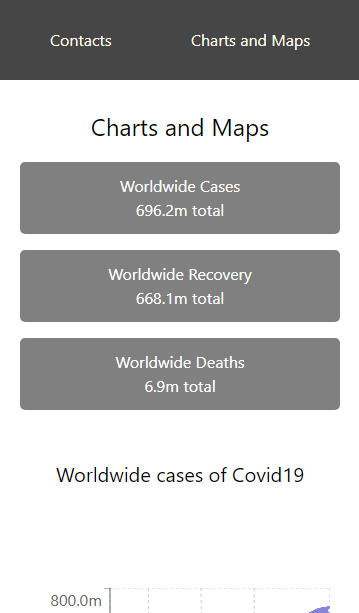 Contacts
Charts and Maps
Charts and Maps
Worldwide Cases
696.2m total
Worldwide Recovery
668.1m total
Worldwide Deaths
6.9m total
Worldwide cases of Covid19
800.0m